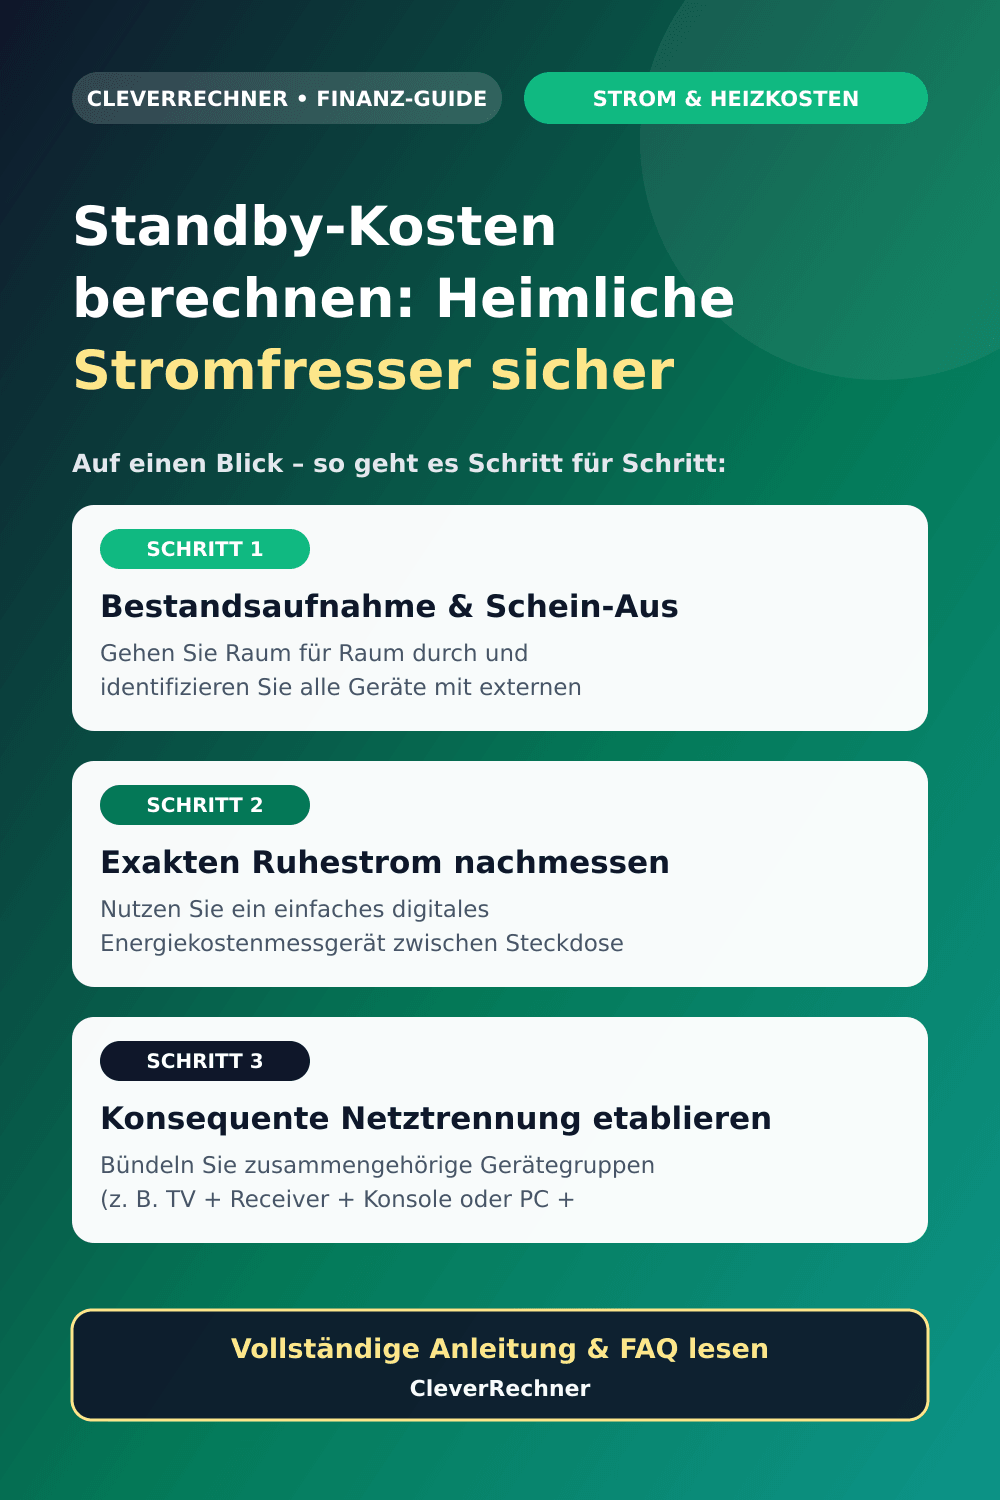 CLEVERRECHNER • FINANZ-GUIDE
STROM & HEIZKOSTEN
Standby-Kosten
berechnen: Heimliche
Stromfresser sicher
Auf einen Blick – so geht es Schritt für Schritt:
SCHRITT 1
Bestandsaufnahme & Schein-Aus
Gehen Sie Raum für Raum durch und
identifizieren Sie alle Geräte mit externen
SCHRITT 2
Exakten Ruhestrom nachmessen
Nutzen Sie ein einfaches digitales
Energiekostenmessgerät zwischen Steckdose
SCHRITT 3
Konsequente Netztrennung etablieren
Bündeln Sie zusammengehörige Gerätegruppen
(z. B. TV + Receiver + Konsole oder PC +
Vollständige Anleitung & FAQ lesen
CleverRechner